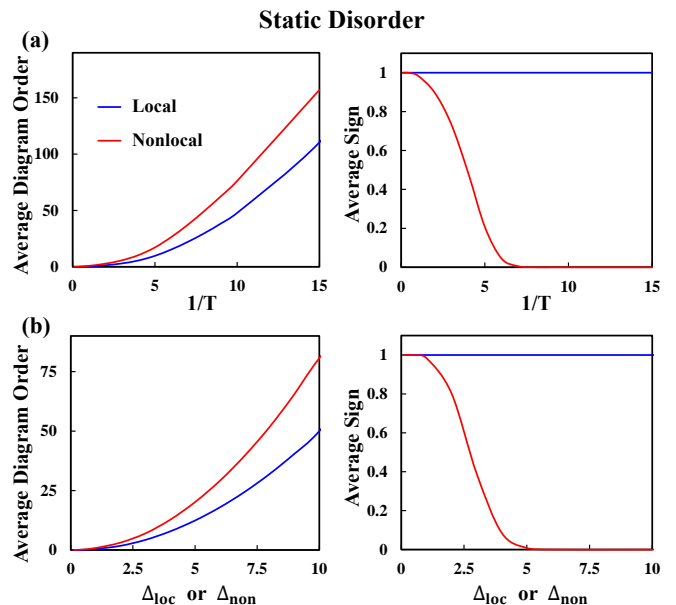 Static Disorder
(a)
Average Diagram Order
150
100
50
0
0
5
10
15
1/T
Local
Nonlocal
Average Sign
1
0.8
0.6
0.4
0.2
0
0
5
10
15
1/T
(b)
Average Diagram Order
75
50
25
0
0
2.5
5
7.5
10
Δloc or Δnon
Average Sign
1
0.8
0.6
0.4
0.2
0
0
2.5
5
7.5
10
Δloc or Δnon